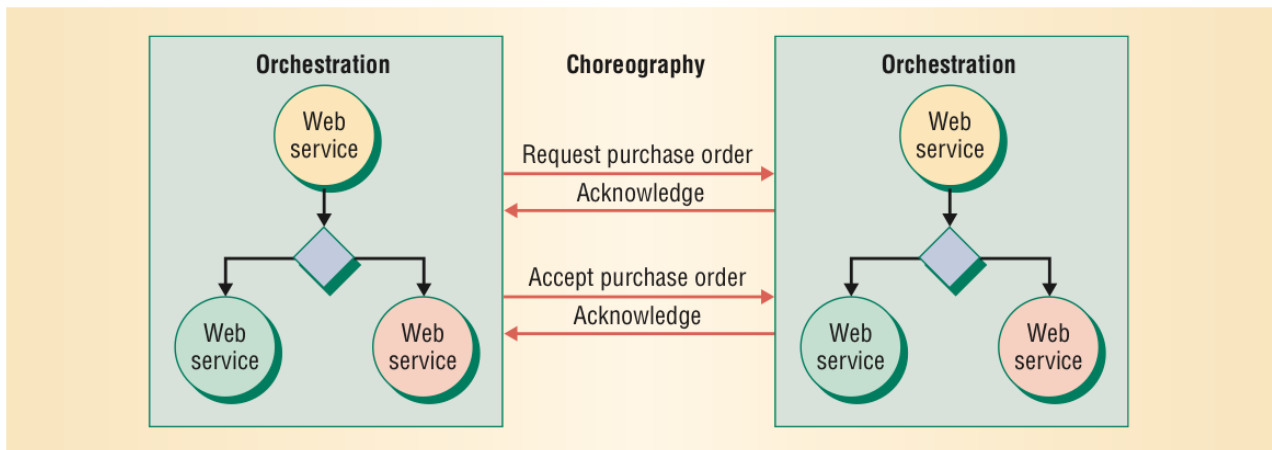 Orchestration
Choreography
Orchestration
Web
service
Web
service
Request purchase order
Acknowledge
Accept purchase order
Acknowledge
Web
service
Web
service
Web
service
Web
service